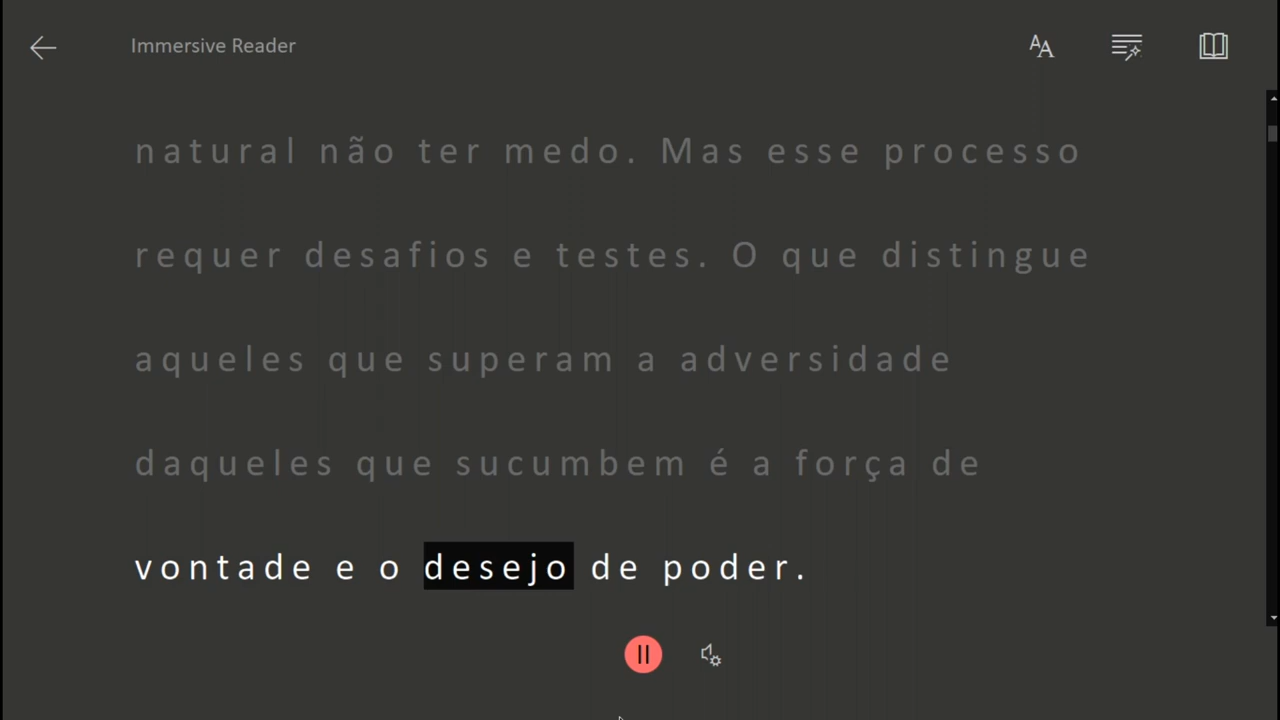 Immersive Reader
natural não ter medo. Mas esse processo
requer desafios e testes. O que distingue
aqueles que superam a adversidade
daqueles que sucumbem é a força de
vontade e o desejo de poder.